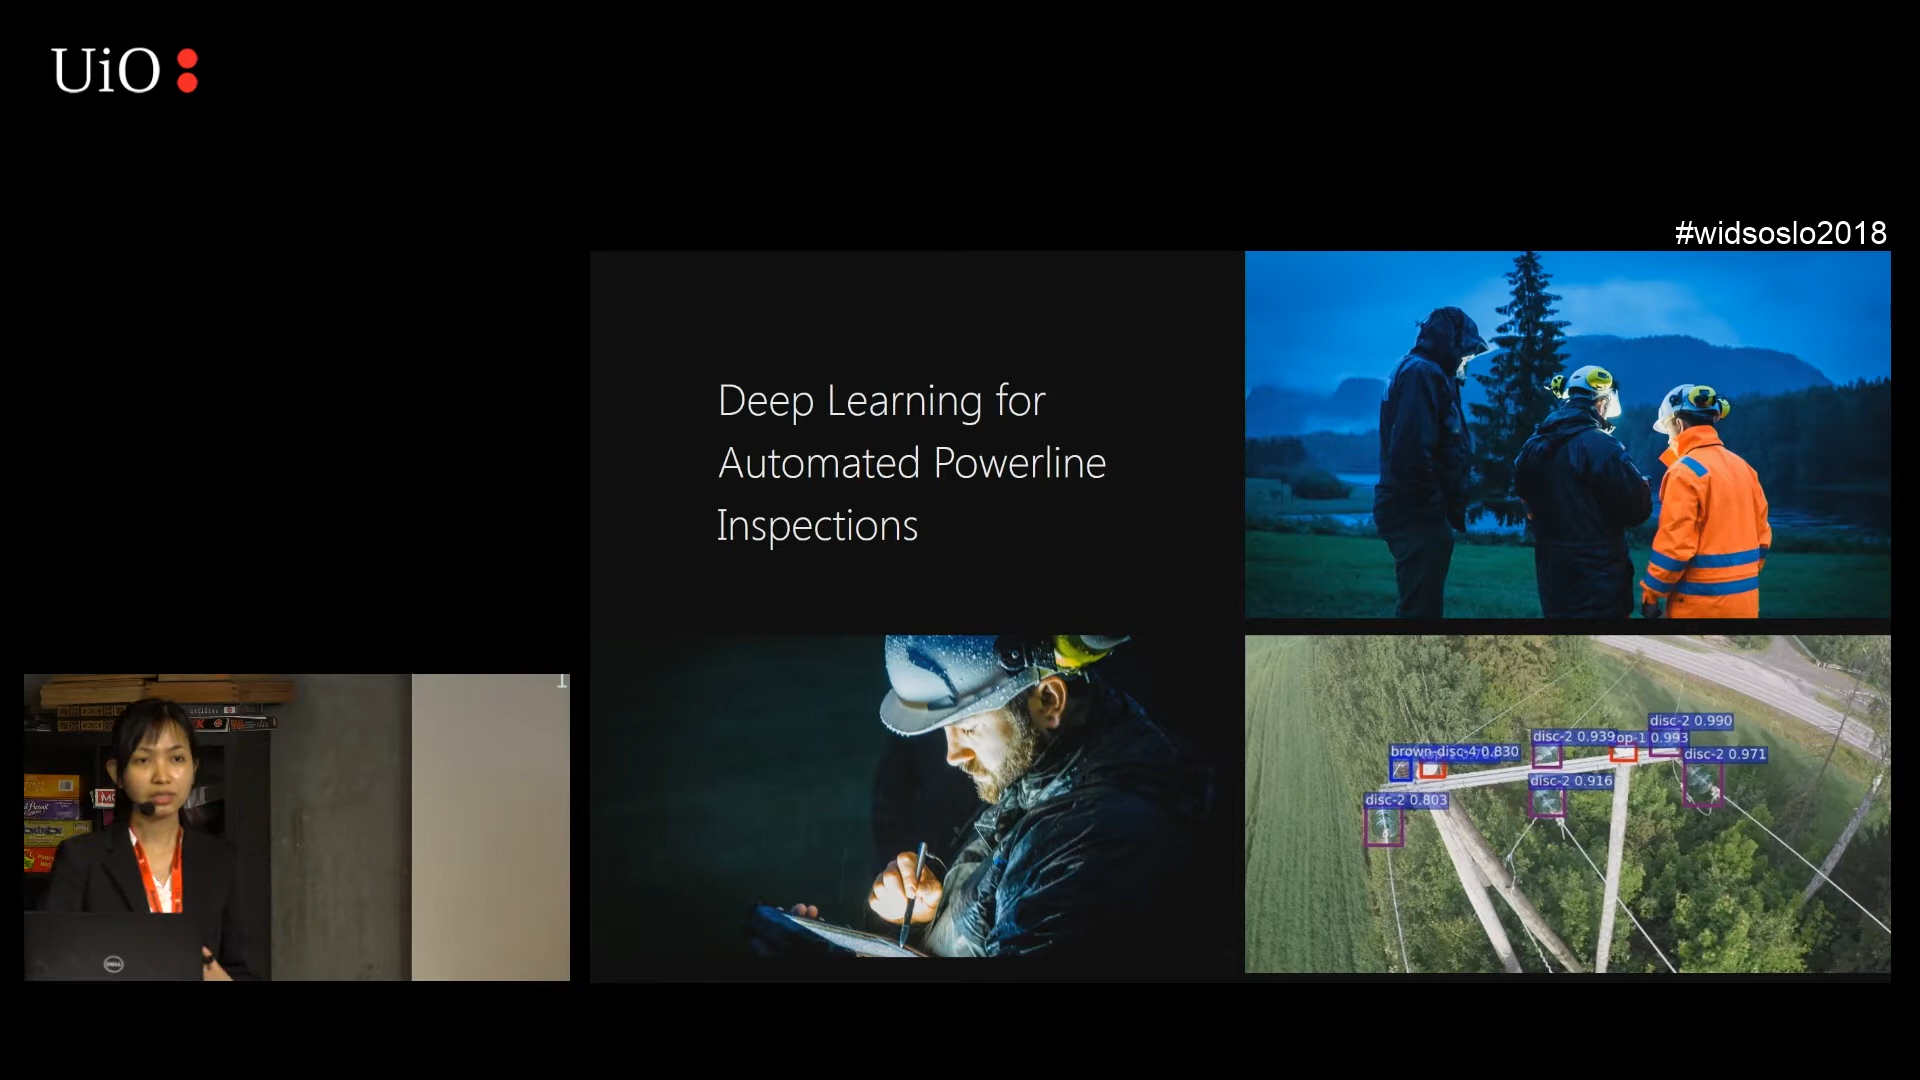 UiO
#widsoslo2018
Deep Learning for
Automated Powerline
Inspections
disc-2 0.990
disc-2 0.939
op-1 0.993
brown-disc-4 0.830
disc-2 0.971
disc-2 0.916
disc-2 0.803
DELL